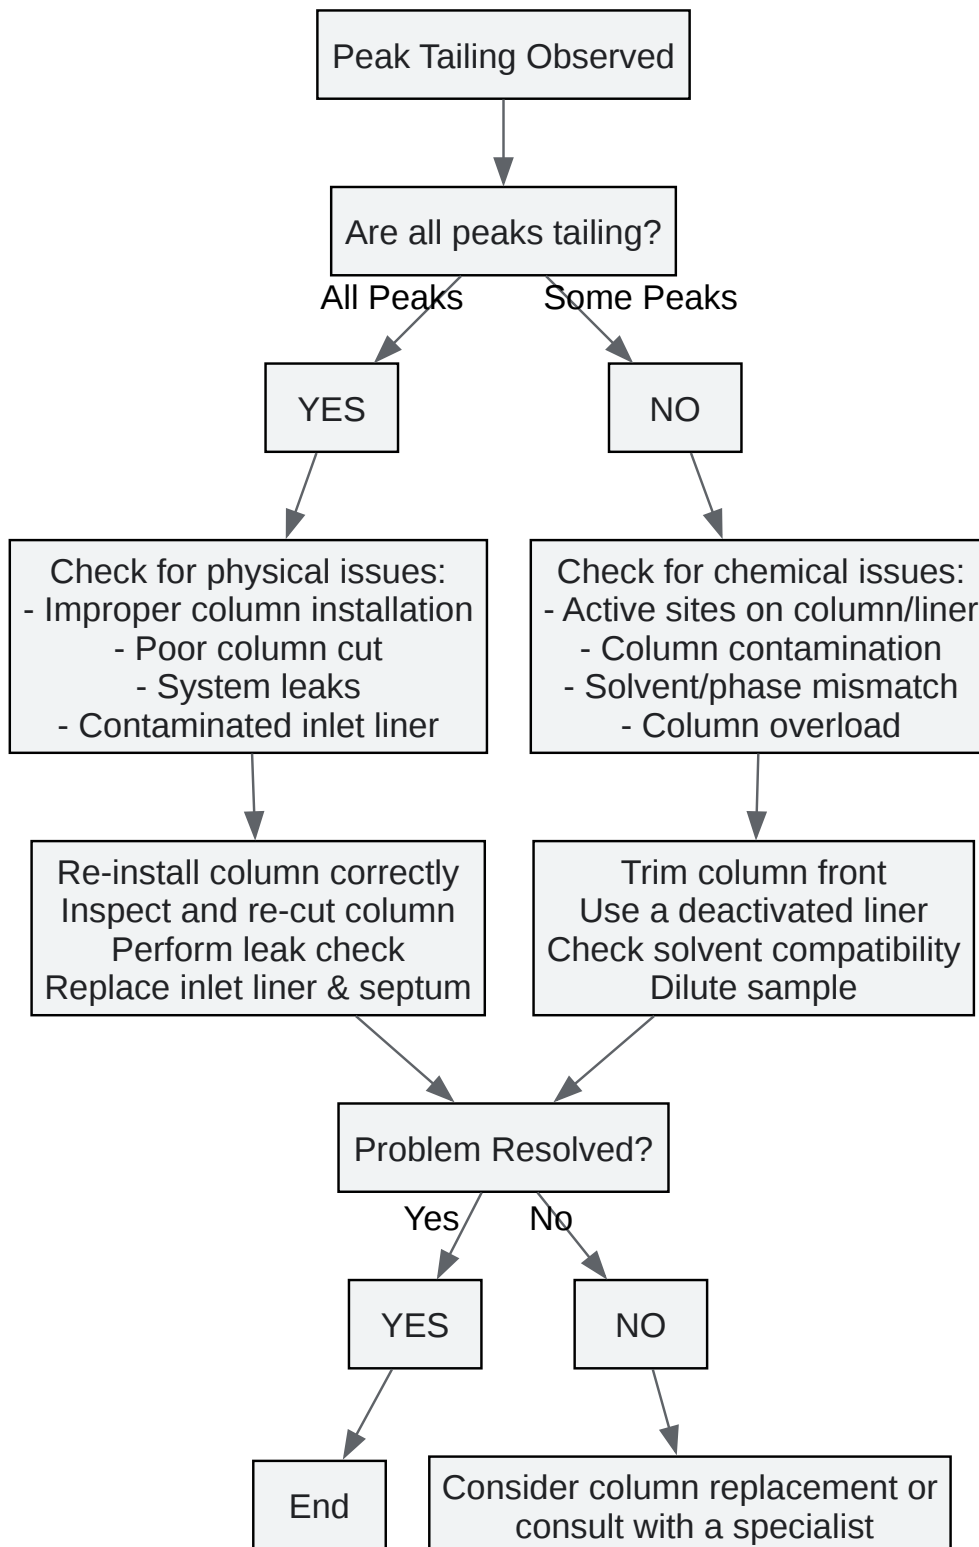 Peak Tailing Observed
Are all peaks tailing?
All Peaks
Some Peaks
YES
NO
Check for physical issues:
- Improper column installation
- Poor column cut
- System leaks
- Contaminated inlet liner
Check for chemical issues:
- Active sites on column/liner
- Column contamination
- Solvent/phase mismatch
- Column overload
Re-install column correctly
Inspect and re-cut column
Perform leak check
Replace inlet liner & septum
Trim column front
Use a deactivated liner
Check solvent compatibility
Dilute sample
Problem Resolved?
Yes
No
YES
NO
End
Consider column replacement or
consult with a specialist